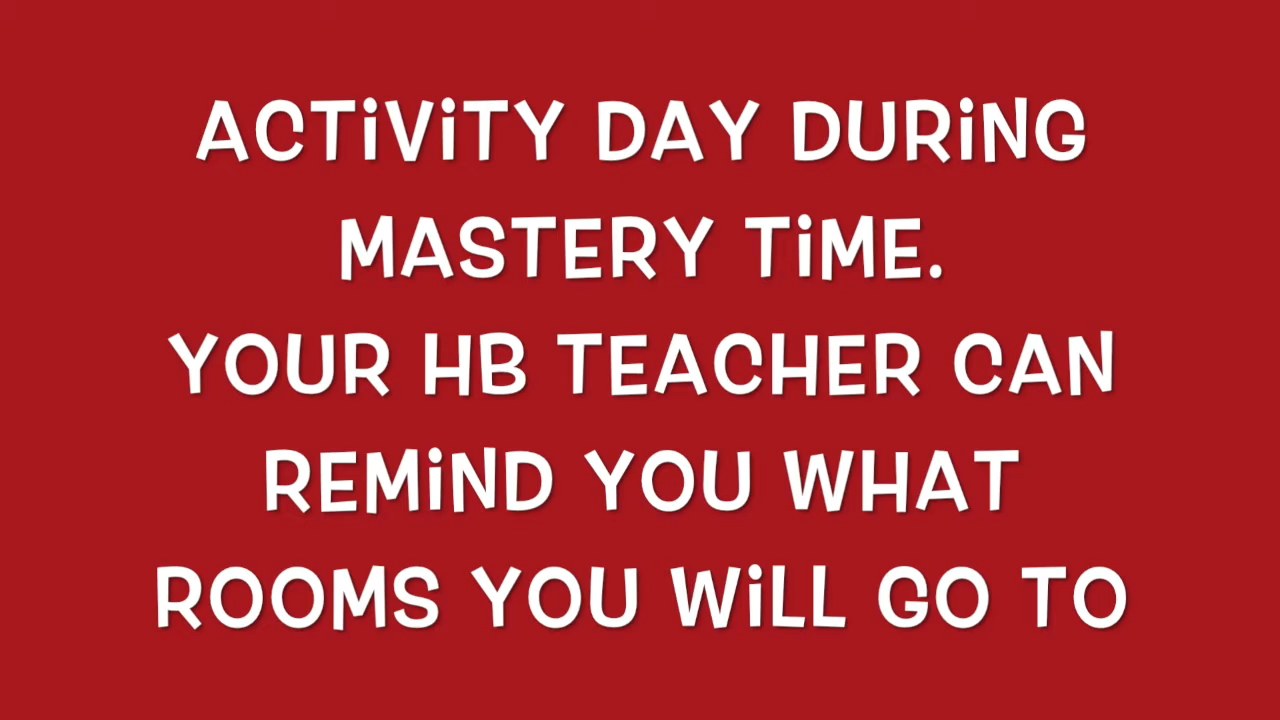 ACTiViTY DAY DURiNG
MASTERY TiME.
YOUR HB TEACHER CAN
REMiND YOU WHAT
ROOMS YOU WiLL GO TO